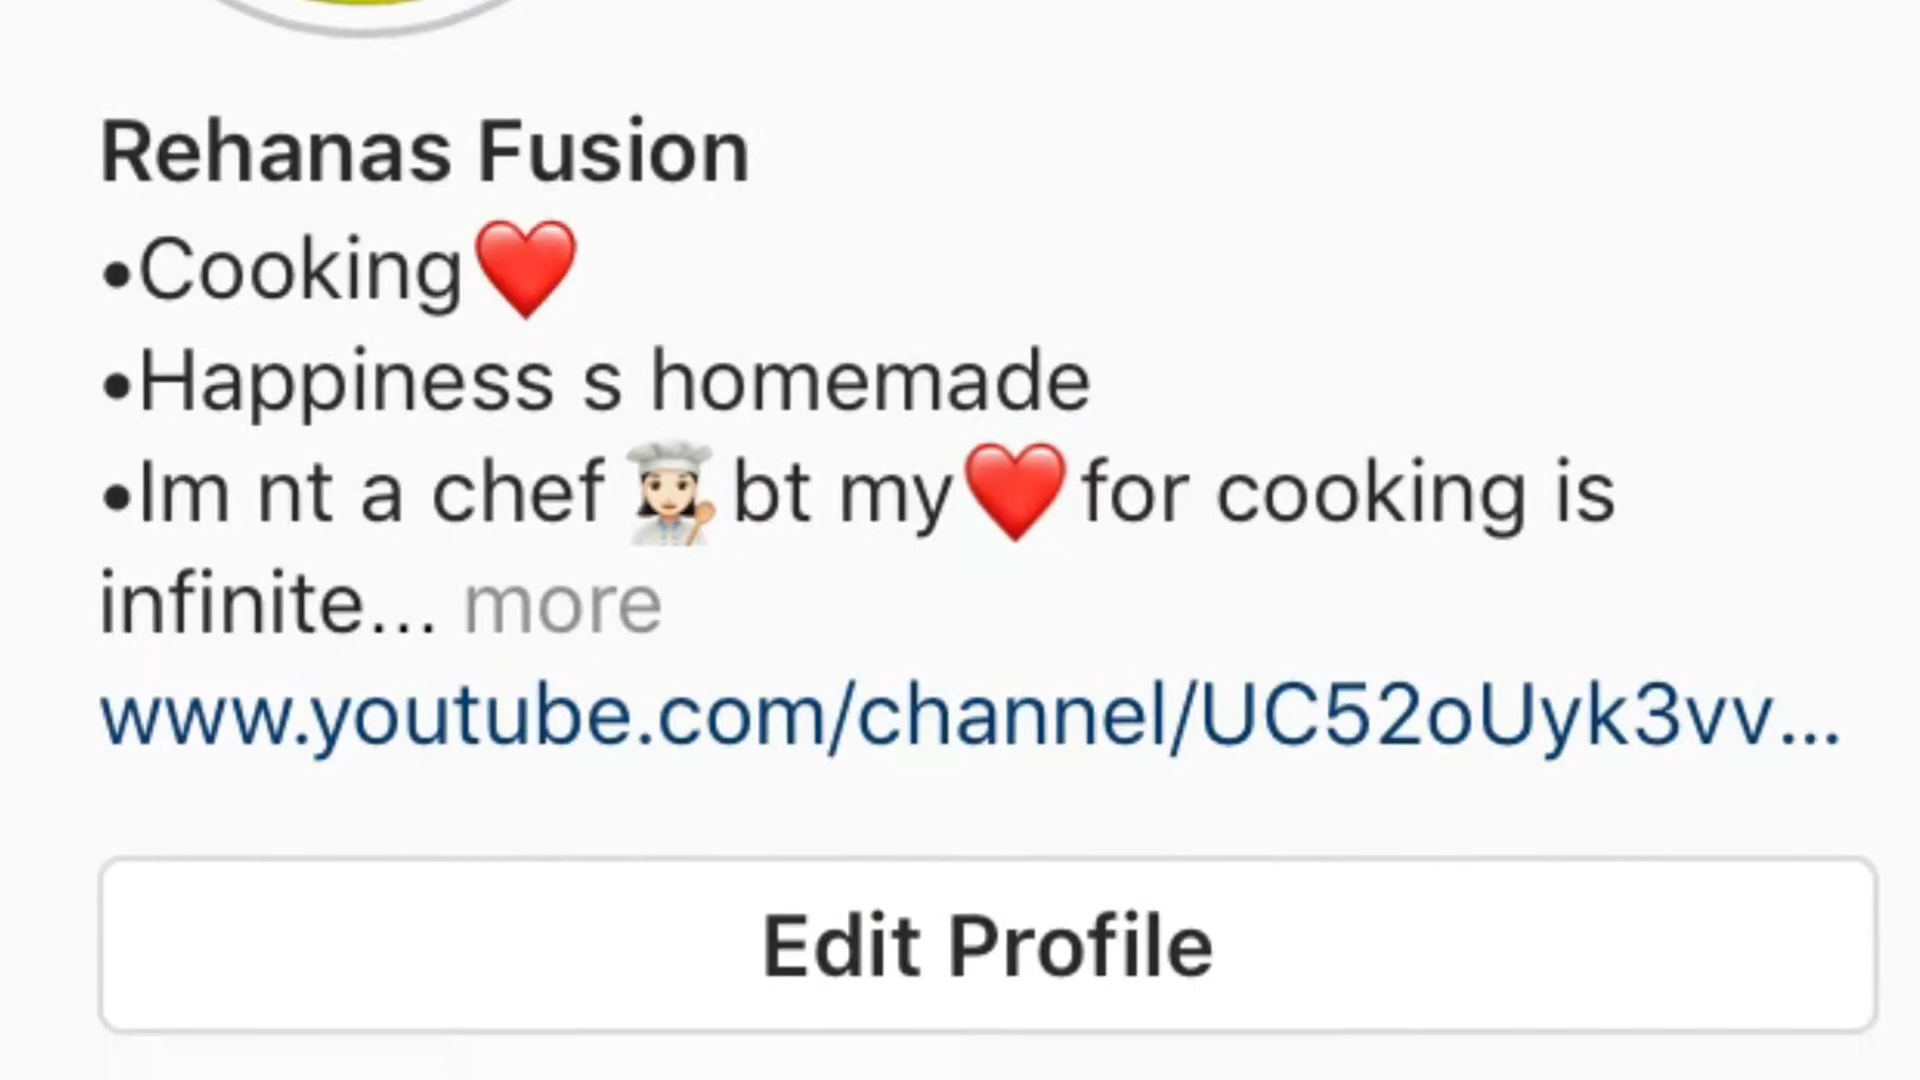 Rehanas Fusion
•Cooking❤️
•Happiness s homemade
•Im nt a chef 👩🏻‍🍳 bt my❤️ for cooking is
infinite... more
www.youtube.com/channel/UC52oUyk3vv...
Edit Profile